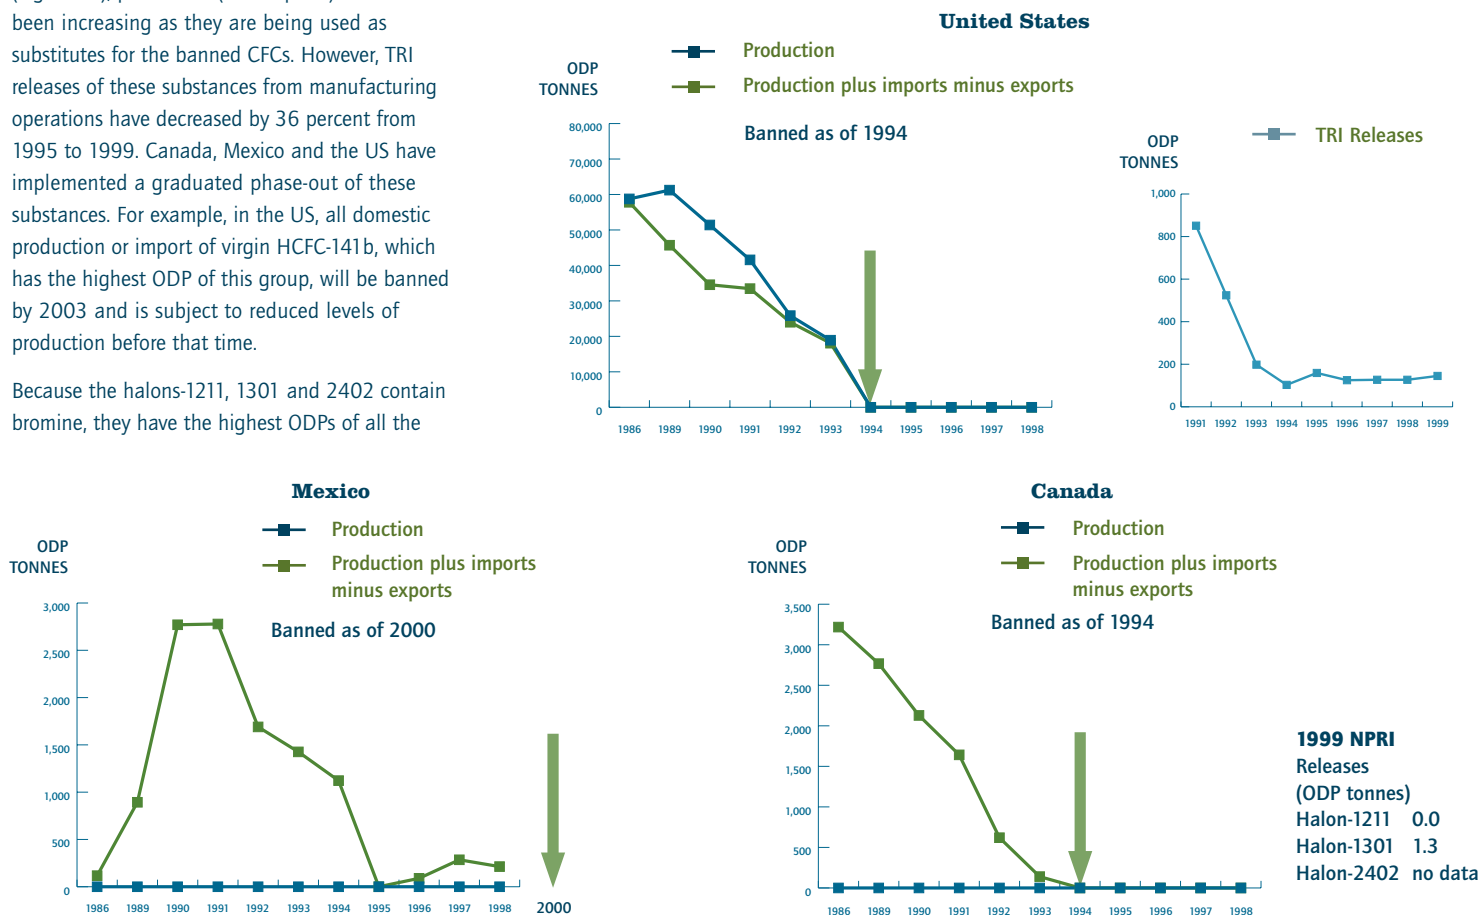 been increasing as they are being used as
substitutes for the banned CFCs. However, TRI
releases of these substances from manufacturing
operations have decreased by 36 percent from
1995 to 1999. Canada, Mexico and the US have
implemented a graduated phase-out of these
substances. For example, in the US, all domestic
production or import of virgin HCFC-141b, which
has the highest ODP of this group, will be banned
by 2003 and is subject to reduced levels of
production before that time.
Because the halons-1211, 1301 and 2402 contain
bromine, they have the highest ODPs of all the
United States
Production
Production plus imports minus exports
ODP
TONNES
Banned as of 1994
80,000
70,000
60,000
50,000
40,000
30,000
20,000
10,000
0
1986 1989 1990 1991 1992 1993 1994 1995 1996 1997 1998
TRI Releases
ODP
TONNES
1,000
800
600
400
200
0
1991 1992 1993 1994 1995 1996 1997 1998 1999
Mexico
Production
Production plus imports
minus exports
ODP
TONNES
Banned as of 2000
3,000
2,500
2,000
1,500
1,000
500
0
1986 1989 1990 1991 1992 1993 1994 1995 1996 1997 1998 2000
Canada
Production
Production plus imports
minus exports
ODP
TONNES
Banned as of 1994
3,500
3,000
2,500
2,000
1,500
1,000
500
0
1986 1989 1990 1991 1992 1993 1994 1995 1996 1997 1998
1999 NPRI
Releases
(ODP tonnes)
Halon-1211 0.0
Halon-1301 1.3
Halon-2402 no data